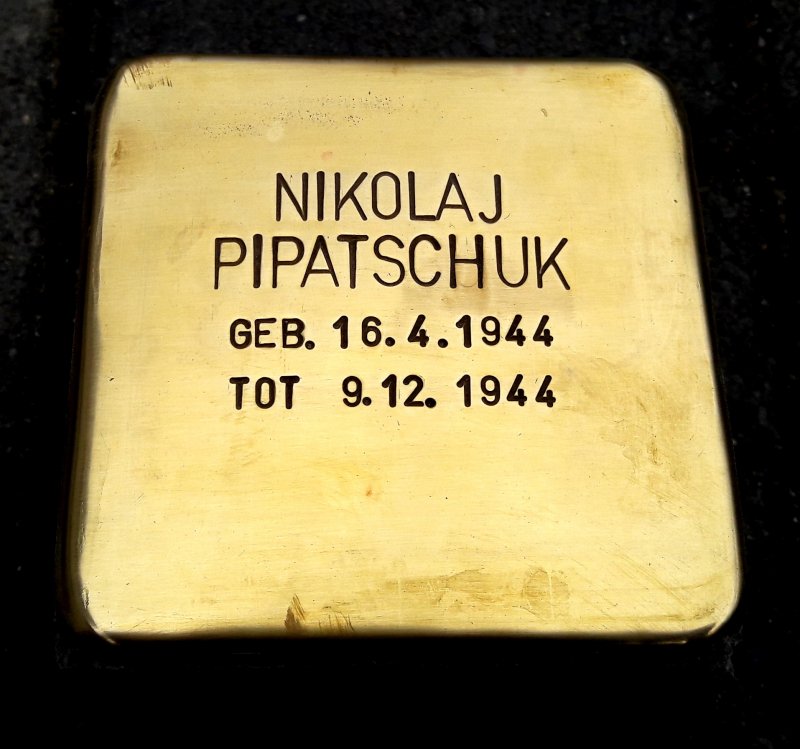 NIKOLAJ
PIPATSCHUK
GEB. 16.4.1944
TOT 9.12.1944